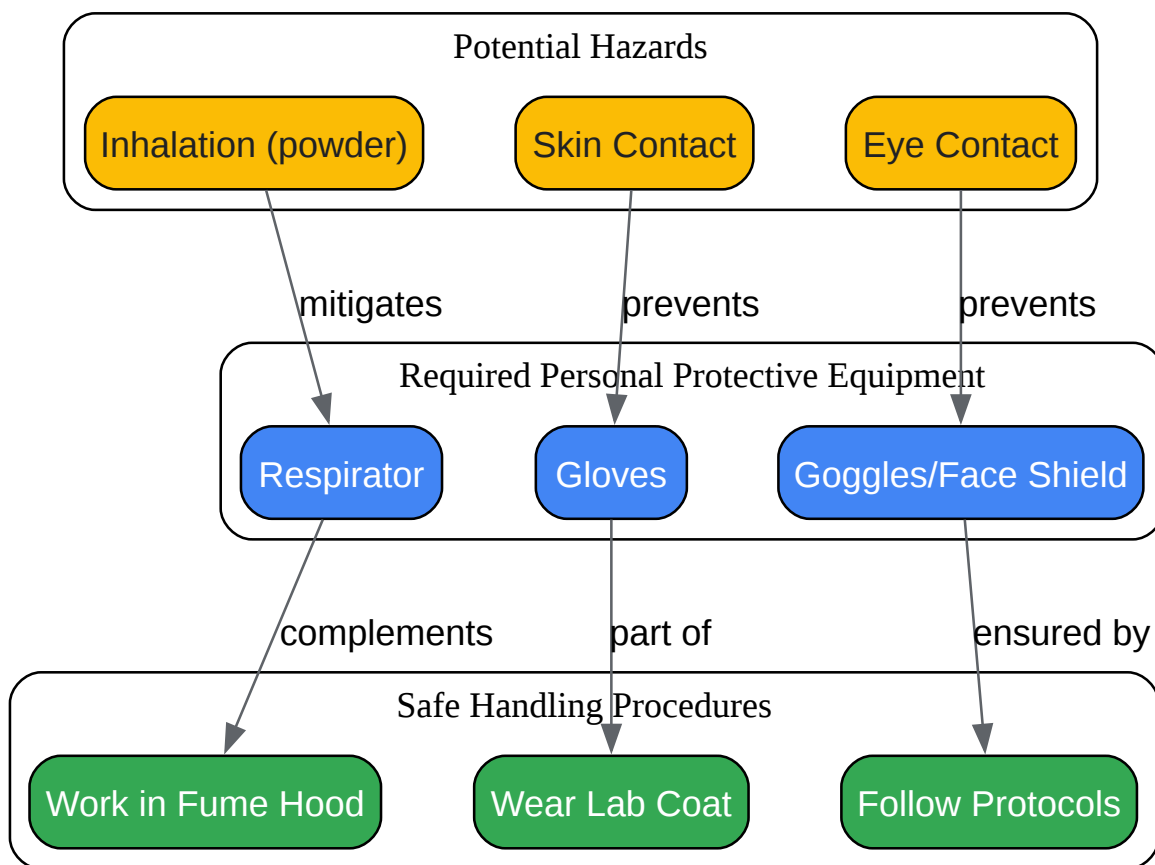 Potential Hazards
Inhalation (powder)
Skin Contact
Eye Contact
mitigates
prevents
prevents
Required Personal Protective Equipment
Respirator
Gloves
Goggles/Face Shield
complements
part of
ensured by
Safe Handling Procedures
Work in Fume Hood
Wear Lab Coat
Follow Protocols